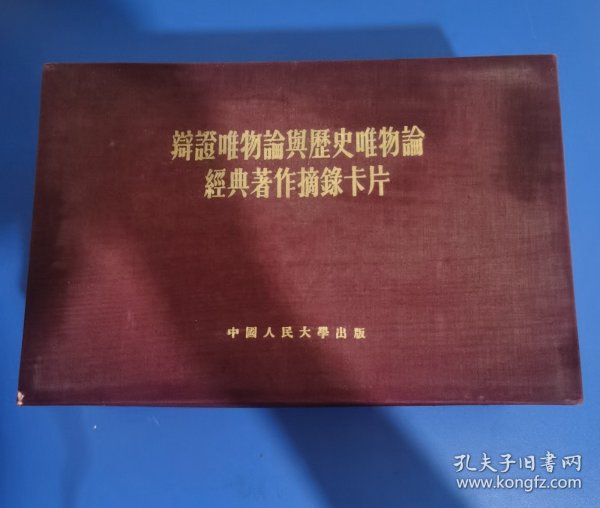 辯證唯物論與歷史唯物論
經典著作摘錄卡片
中國人民大學出版
孔夫子旧书网
www.kongfz.com